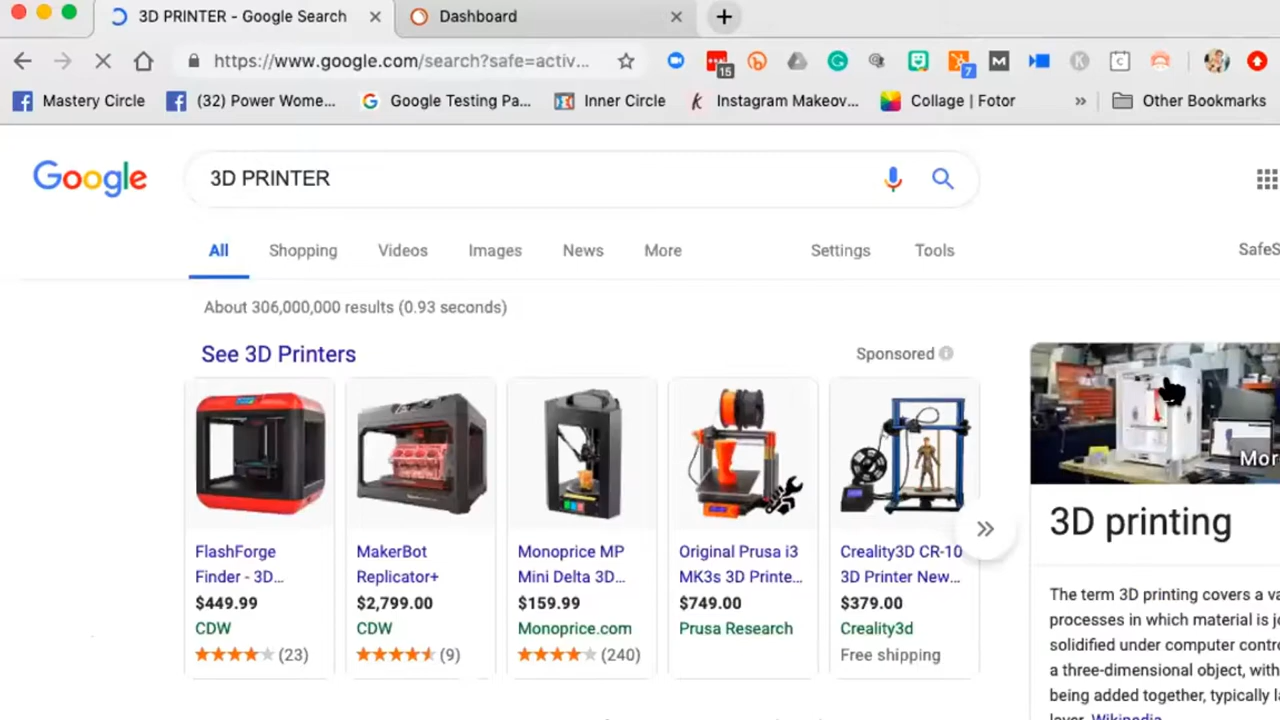 3D PRINTER - Google Search
Dashboard
https://www.google.com/search?safe=activ...
15
7
M
K
C
Mastery Circle
(32) Power Wome...
Google Testing Pa...
Inner Circle
Instagram Makeov...
Collage | Fotor
Other Bookmarks
Google
3D PRINTER
All Shopping Videos Images News More Settings Tools
SafeS
About 306,000,000 results (0.93 seconds)
See 3D Printers
Sponsored
FlashForge
Finder - 3D...
$449.99
CDW
(23)
MakerBot
Replicator+
$2,799.00
CDW
(9)
Monoprice MP
Mini Delta 3D...
$159.99
Monoprice.com
(240)
Original Prusa i3
MK3s 3D Printe...
$749.00
Prusa Research
Creality3D CR-10
3D Printer New...
$379.00
Creality3d
Free shipping
Mor
3D printing
The term 3D printing covers a va
processes in which material is jo
solidified under computer contro
a three-dimensional object, with
being added together, typically la
layer. Wikipedia